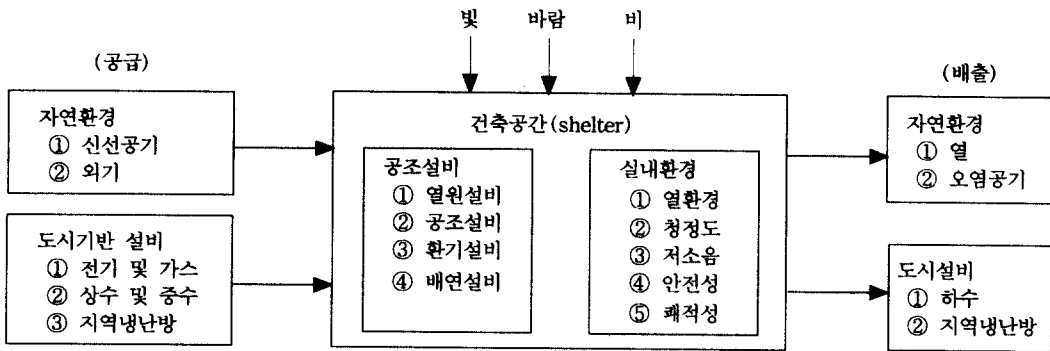 빛 바람 비
(공급)
자연환경
① 신선공기
② 외기
도시기반 설비
① 전기 및 가스
② 상수 및 중수
③ 지역냉난방
건축공간(shelter)
공조설비
① 열원설비
② 공조설비
③ 환기설비
④ 배연설비
실내환경
① 열환경
② 청정도
③ 저소음
④ 안전성
⑤ 쾌적성
(배출)
자연환경
① 열
② 오염공기
도시설비
① 하수
② 지역냉난방